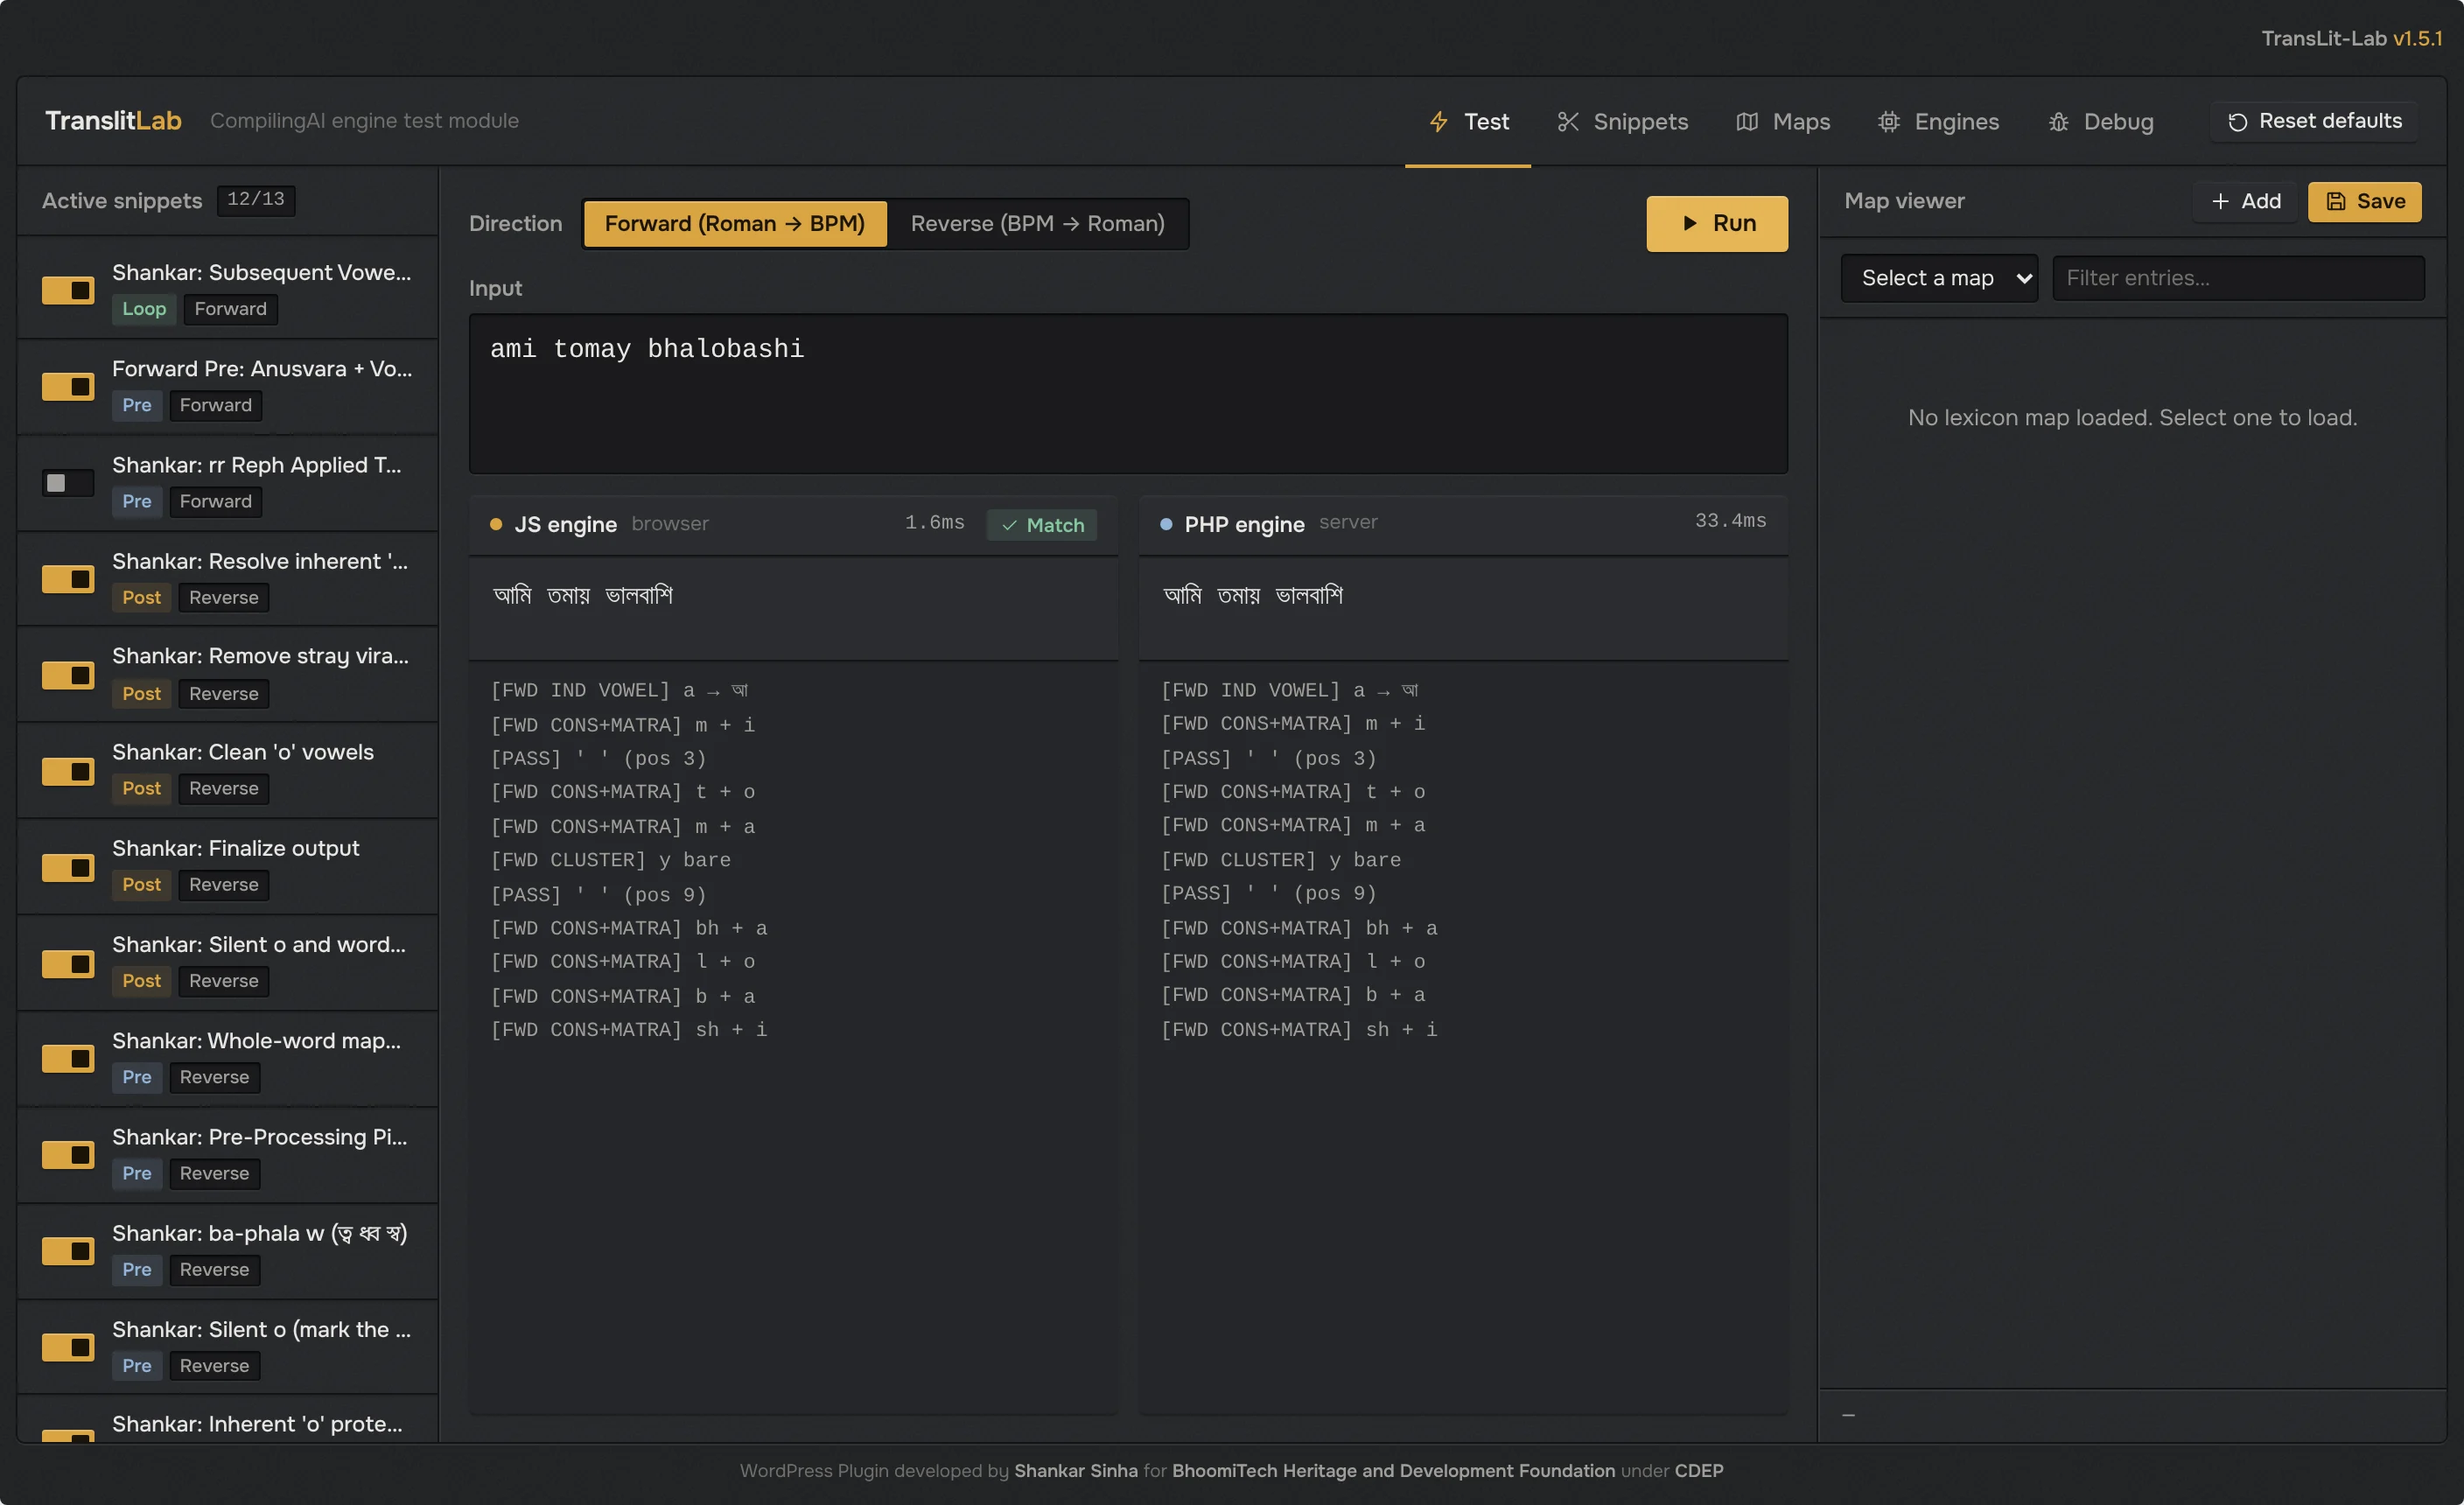 TransLit-Lab v1.5.1
TranslitLab CompilingAI engine test module
Test Snippets Maps Engines Debug Reset defaults
Active snippets 12/13
Shankar: Subsequent Vowe...
Loop Forward
Forward Pre: Anusvara + Vo...
Pre Forward
Shankar: rr Reph Applied T...
Pre Forward
Shankar: Resolve inherent '...
Post Reverse
Shankar: Remove stray vira...
Post Reverse
Shankar: Clean 'o' vowels
Post Reverse
Shankar: Finalize output
Post Reverse
Shankar: Silent o and word...
Post Reverse
Shankar: Whole-word map...
Pre Reverse
Shankar: Pre-Processing Pi...
Pre Reverse
Shankar: ba-phala w (ত্ব ধ্ব স্ব)
Pre Reverse
Shankar: Silent o (mark the ...
Pre Reverse
Shankar: Inherent 'o' prote...
Direction Forward (Roman → BPM) Reverse (BPM → Roman) Run
Input
ami tomay bhalobashi
JS engine browser 1.6ms ✓ Match
আমি তমায় ভালবাশি
[FWD IND VOWEL] a → আ
[FWD CONS+MATRA] m + i
[PASS] ' ' (pos 3)
[FWD CONS+MATRA] t + o
[FWD CONS+MATRA] m + a
[FWD CLUSTER] y bare
[PASS] ' ' (pos 9)
[FWD CONS+MATRA] bh + a
[FWD CONS+MATRA] l + o
[FWD CONS+MATRA] b + a
[FWD CONS+MATRA] sh + i
PHP engine server 33.4ms
আমি তমায় ভালবাশি
[FWD IND VOWEL] a → আ
[FWD CONS+MATRA] m + i
[PASS] ' ' (pos 3)
[FWD CONS+MATRA] t + o
[FWD CONS+MATRA] m + a
[FWD CLUSTER] y bare
[PASS] ' ' (pos 9)
[FWD CONS+MATRA] bh + a
[FWD CONS+MATRA] l + o
[FWD CONS+MATRA] b + a
[FWD CONS+MATRA] sh + i
Map viewer + Add Save
Select a map Filter entries...
No lexicon map loaded. Select one to load.
–
WordPress Plugin developed by Shankar Sinha for BhoomiTech Heritage and Development Foundation under CDEP